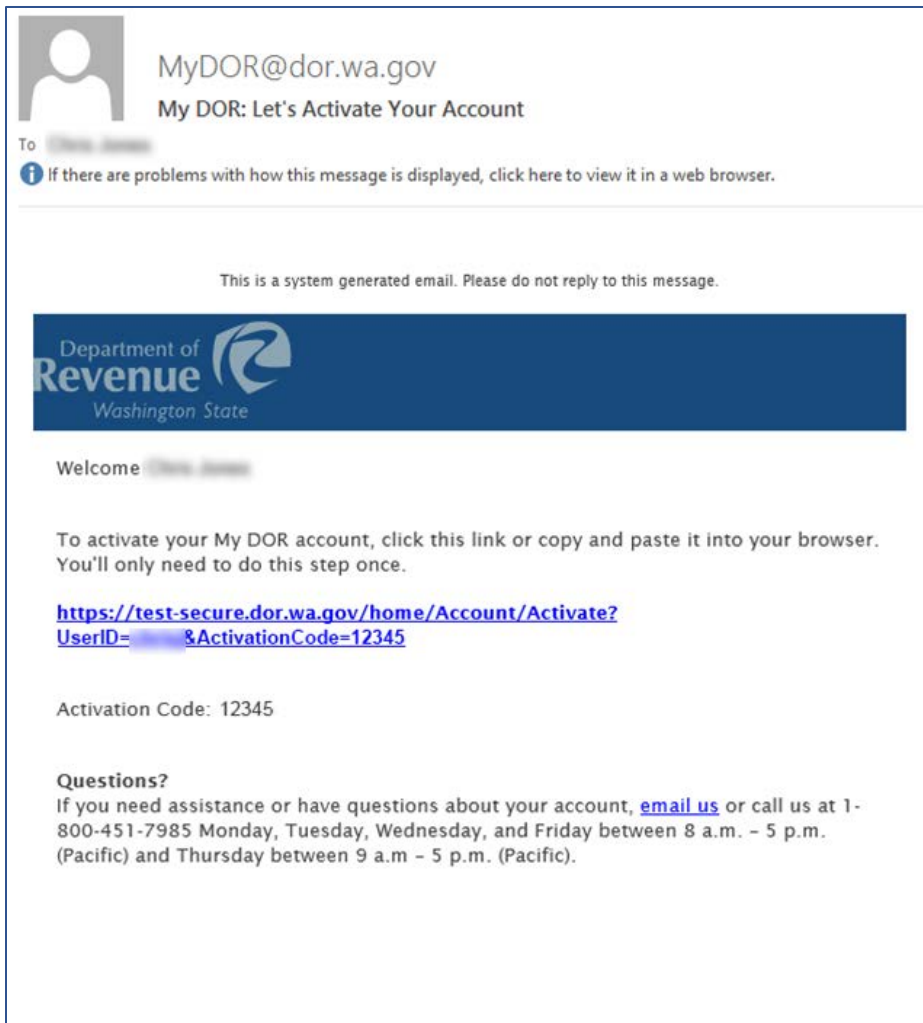 MyDOR@dor.wa.gov
My DOR: Let's Activate Your Account
To
If there are problems with how this message is displayed, click here to view it in a web browser.
This is a system generated email. Please do not reply to this message.
Department of
Revenue
Washington State
Welcome
To activate your My DOR account, click this link or copy and paste it into your browser.
You'll only need to do this step once.
https://test-secure.dor.wa.gov/home/Account/Activate?
UserID= &ActivationCode=12345
Activation Code: 12345
Questions?
If you need assistance or have questions about your account, email us or call us at 1-
800-451-7985 Monday, Tuesday, Wednesday, and Friday between 8 a.m. – 5 p.m.
(Pacific) and Thursday between 9 a.m – 5 p.m. (Pacific).